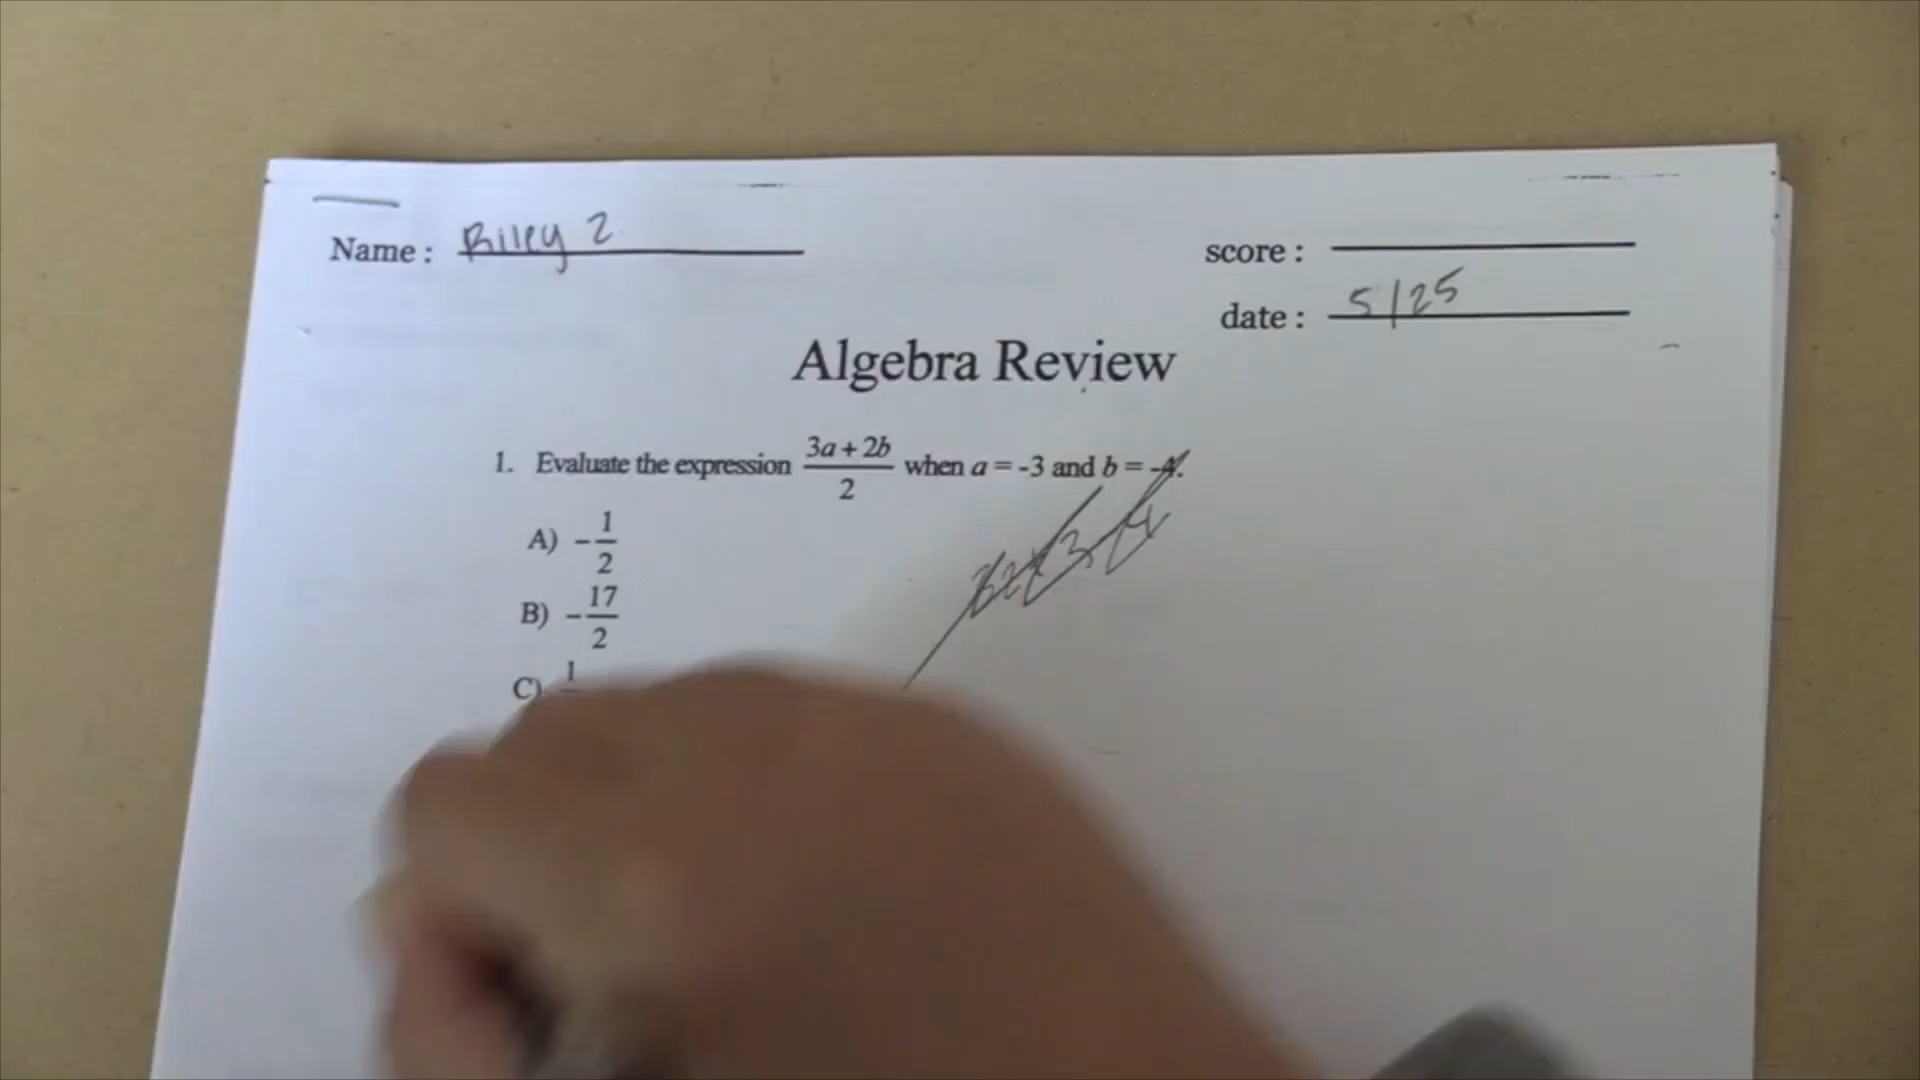 Name : Riley 2
score :
date : 5/25
Algebra Review
1. Evaluate the expression (3a + 2b)/2 when a = -3 and b = -4.
A) -1/2
B) -17/2
C) 1